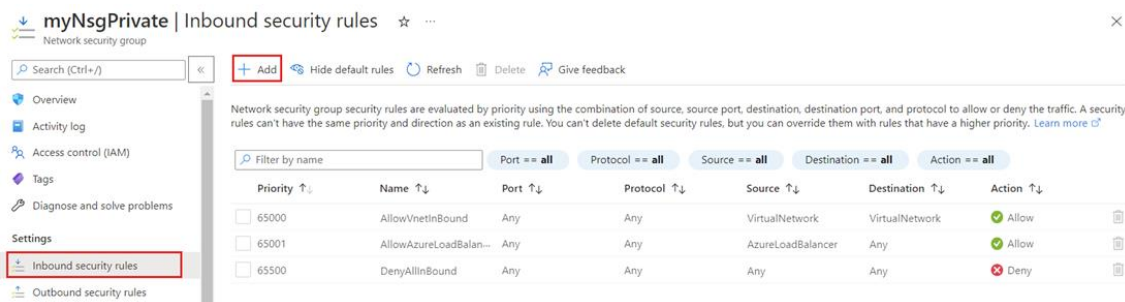 myNsgPrivate | Inbound security rules
Network security group
Search (Ctrl+/)
Add
Hide default rules
Refresh
Delete
Give feedback
Overview
Activity log
Access control (IAM)
Tags
Diagnose and solve problems
Settings
Inbound security rules
Outbound security rules
Network security group security rules are evaluated by priority using the combination of source, source port, destination, destination port, and protocol to allow or deny the traffic. A security
rules can't have the same priority and direction as an existing rule. You can't delete default security rules, but you can override them with rules that have a higher priority. Learn more
Filter by name
Port == all
Protocol == all
Source == all
Destination == all
Action == all
Priority Name Port Protocol Source Destination Action
65000 AllowVnetInBound Any Any VirtualNetwork VirtualNetwork Allow
65001 AllowAzureLoadBalan... Any Any AzureLoadBalancer Any Allow
65500 DenyAllInBound Any Any Any Any Deny